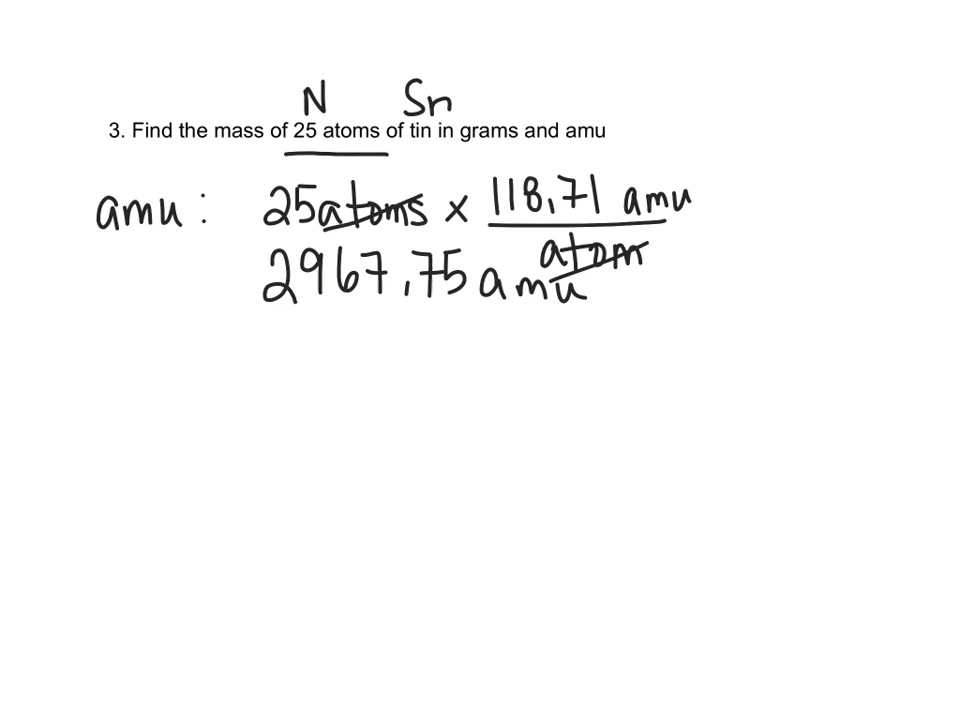 N Sn
3. Find the mass of 25 atoms of tin in grams and amu
amu : 25 atoms x 118.71 amu
atom
2967.75 amu